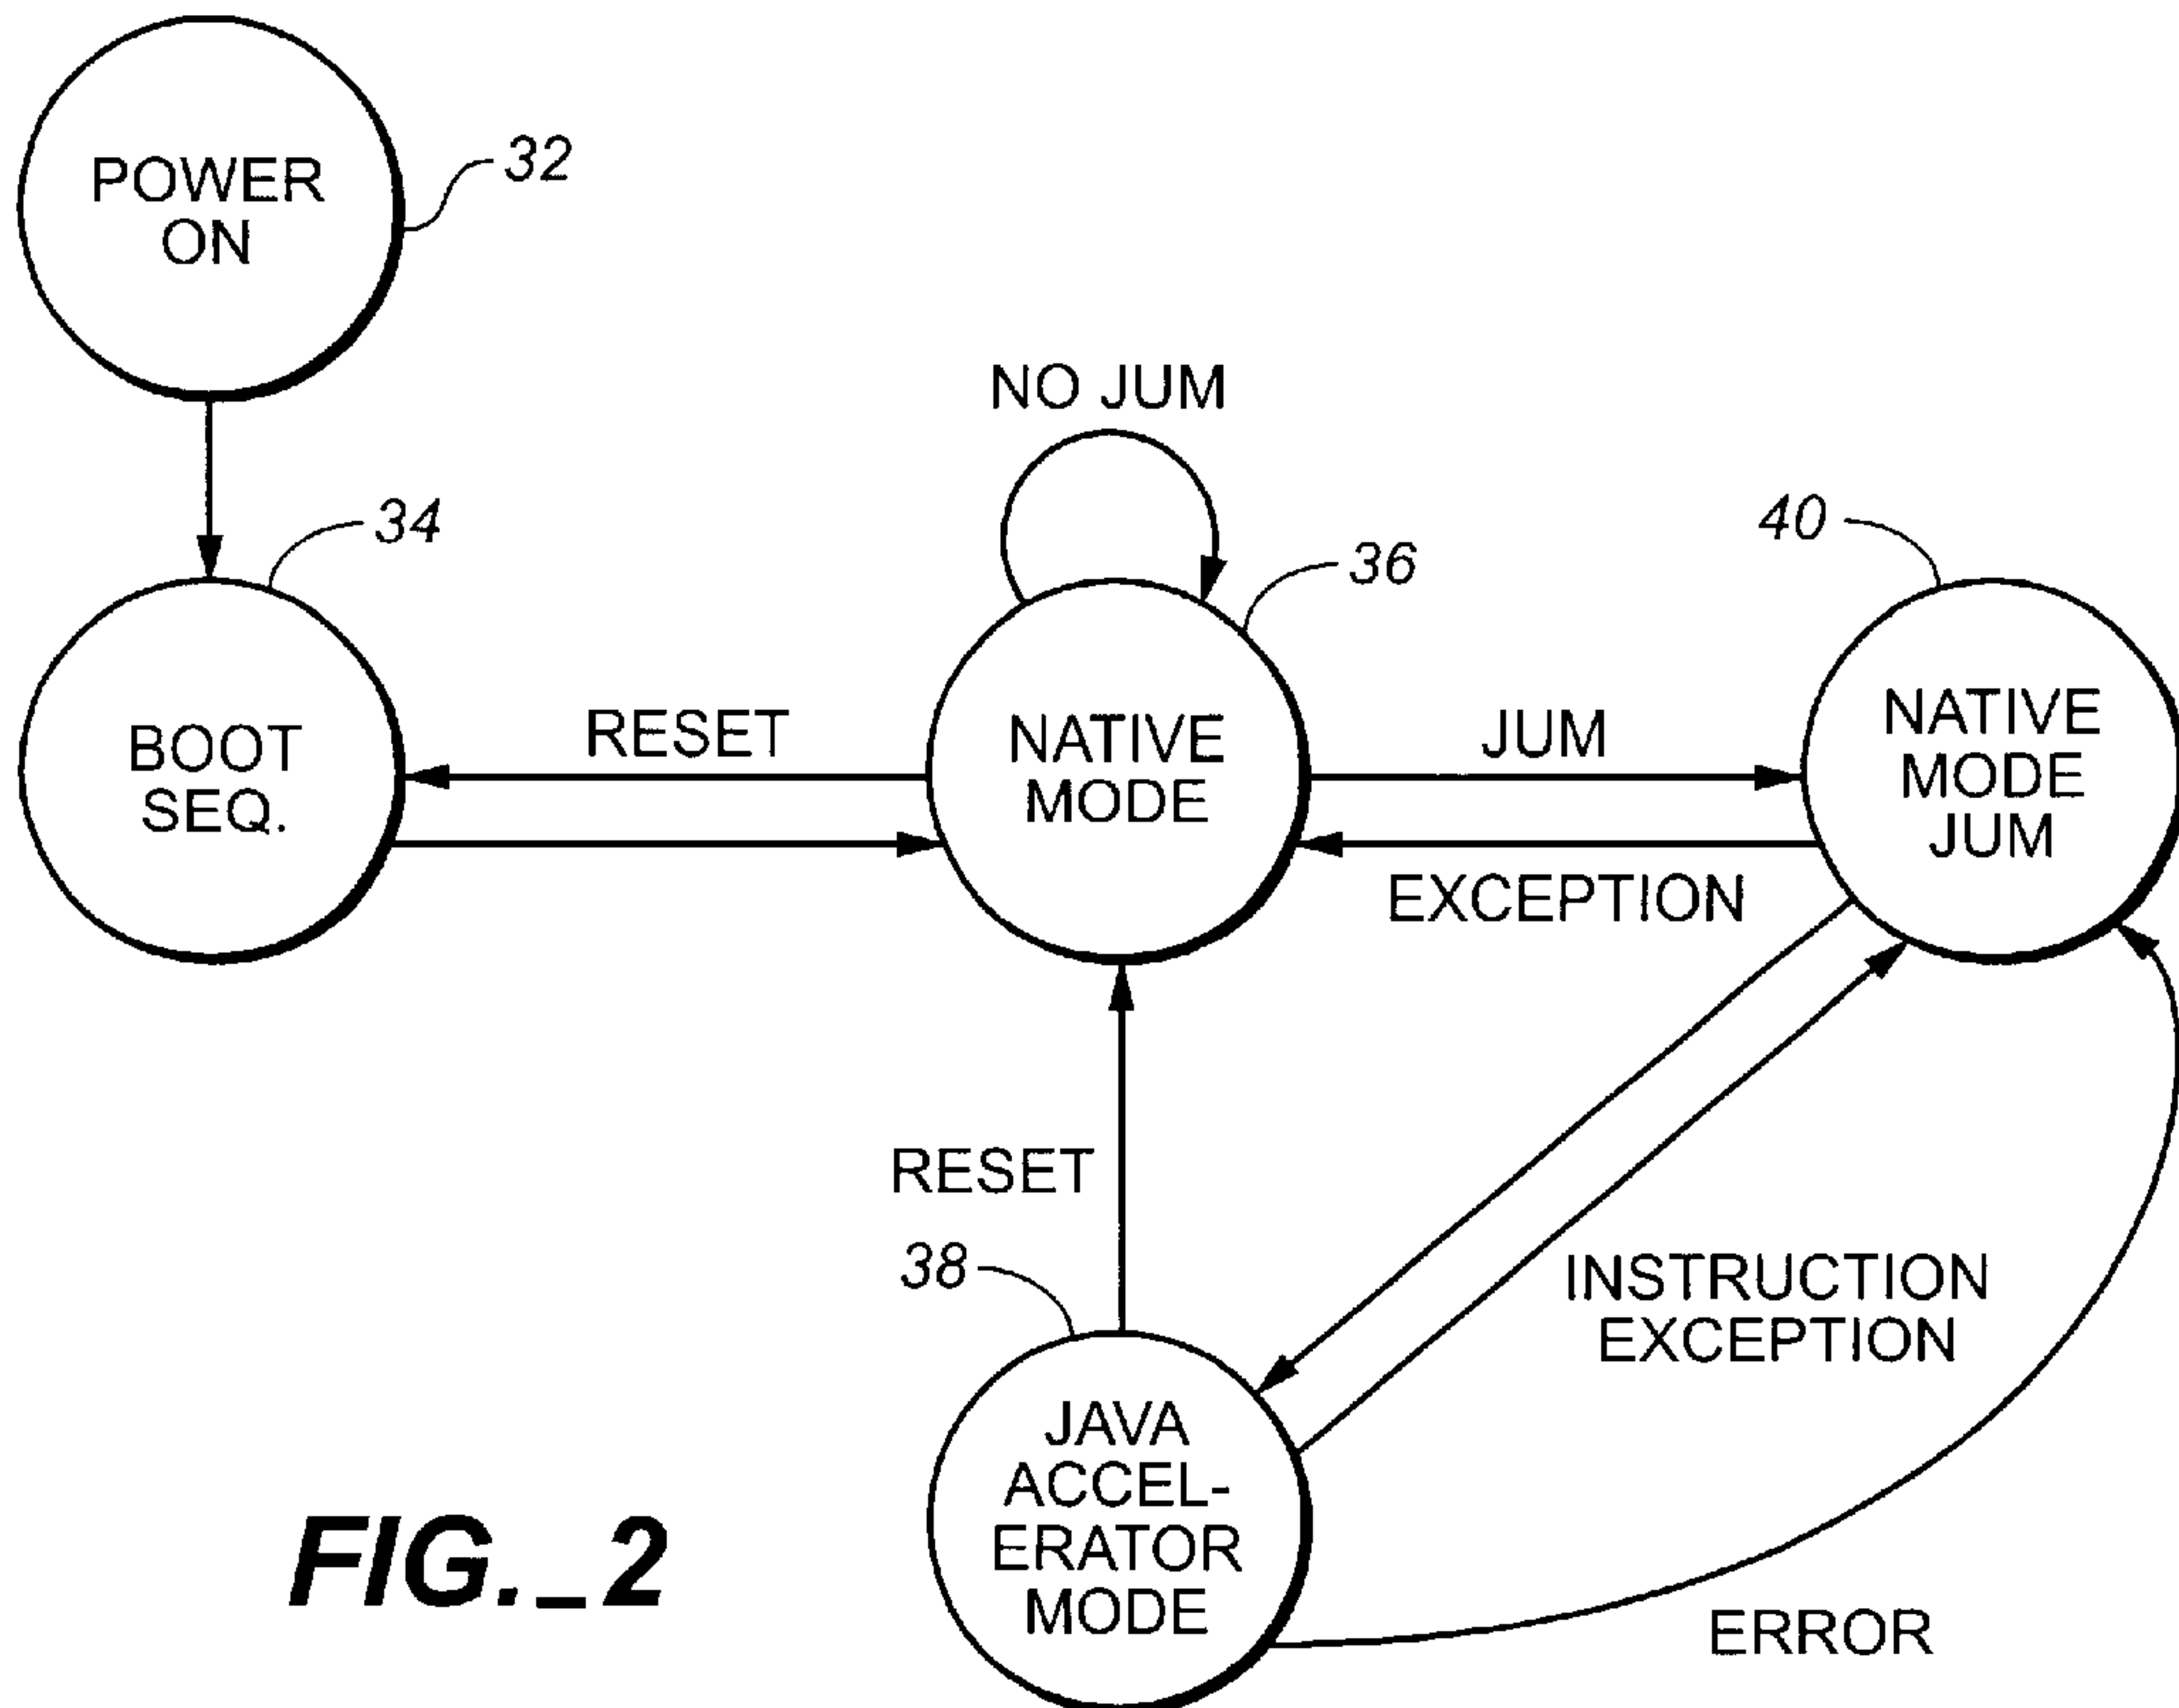 POWER
ON
32
NO JUM
34
36
40
BOOT
SEQ.
RESET
NATIVE
MODE
JUM
EXCEPTION
NATIVE
MODE
JUM
RESET
38
INSTRUCTION
EXCEPTION
JAVA
ACCEL-
ERATOR
MODE
ERROR
FIG._2